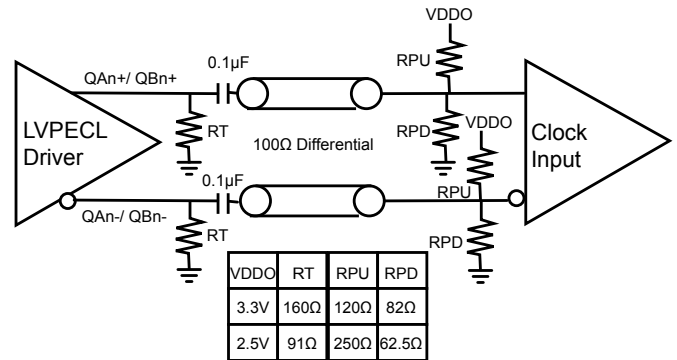 VDDO
0.1µF
RPU
QAn+/ QBn+
LVPECL
Driver
RT
100Ω Differential
RPD
VDDO
Clock
Input
0.1µF
RPU
QAn-/ QBn-
RT
RPD
VDDO RT RPU RPD
3.3V 160Ω 120Ω 82Ω
2.5V 91Ω 250Ω 62.5Ω